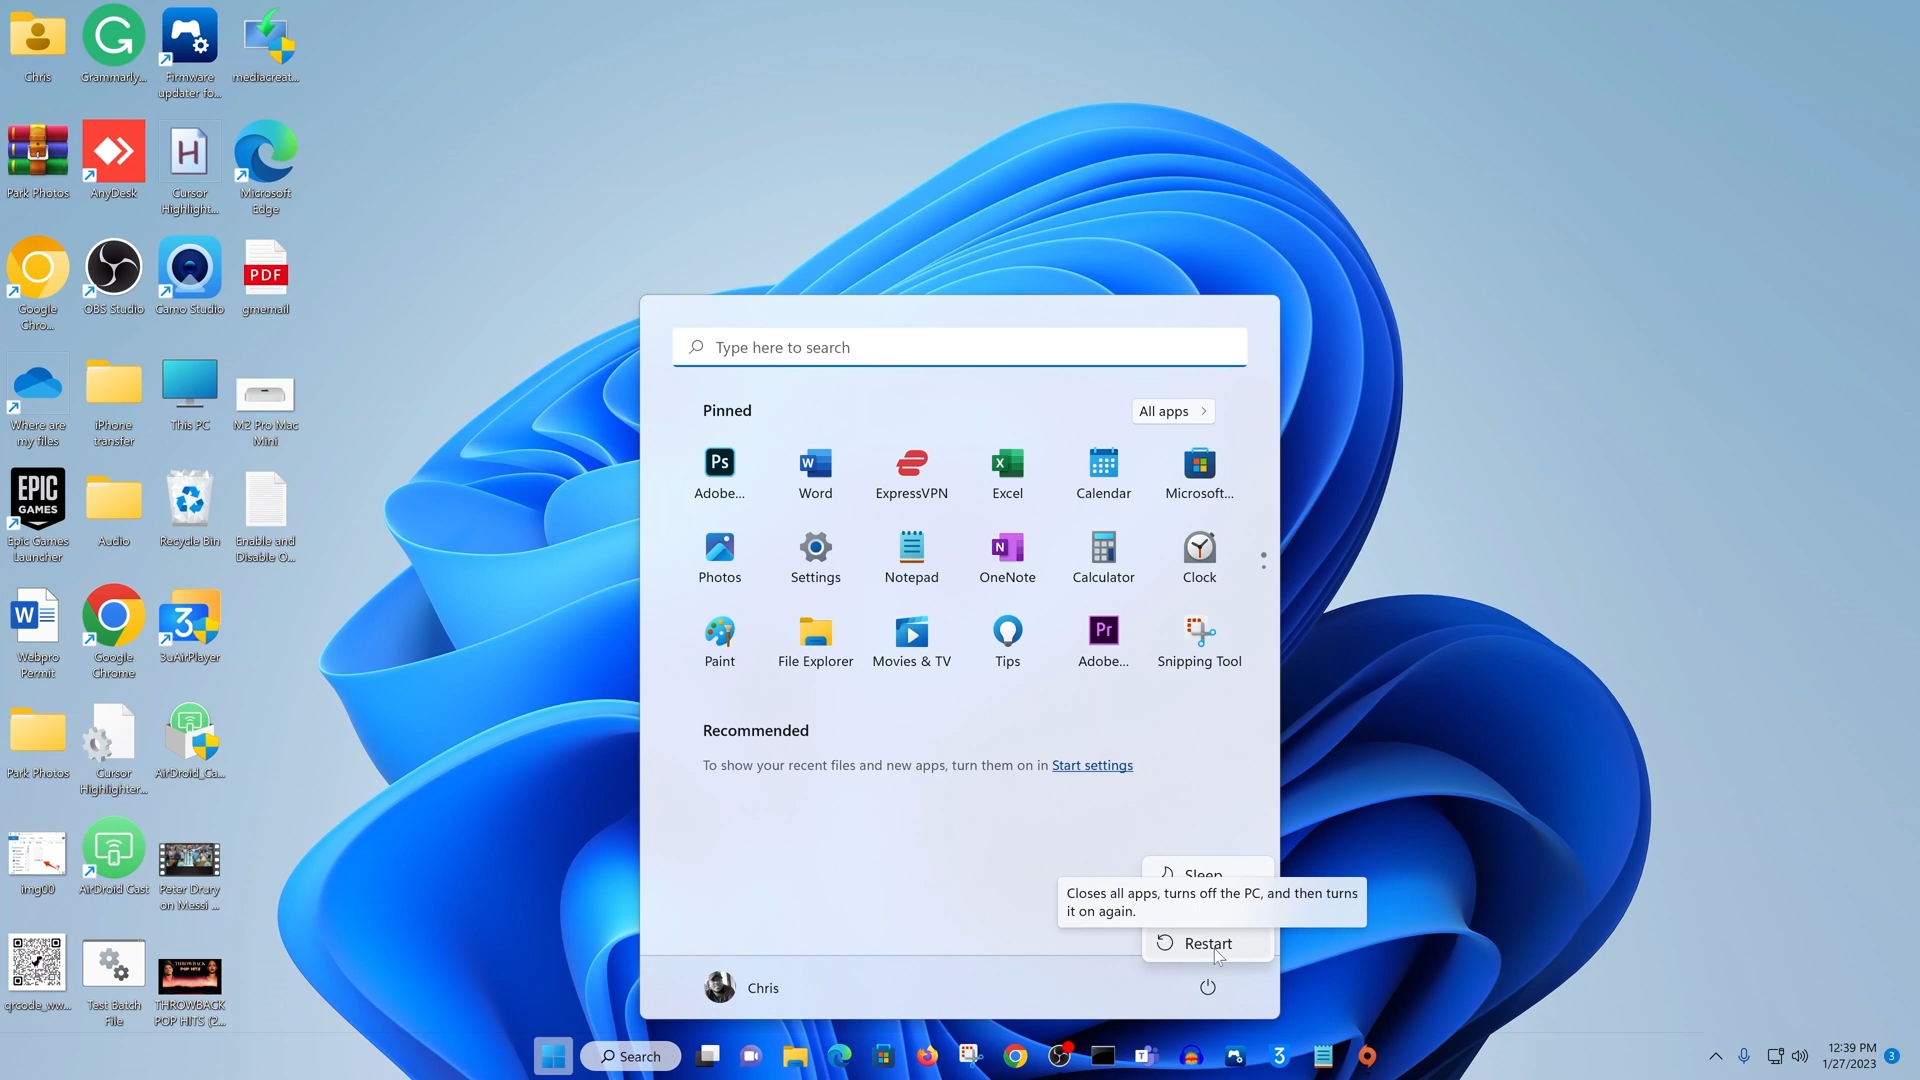 Chris
Grammarly...
Firmware
updater fo...
mediacreat...
Park Photos
AnyDesk
Cursor
Highlight...
Microsoft
Edge
Google
Chro...
OBS Studio
Camo Studio
PDF
gmemail
Where are
my files
iPhone
transfer
This PC
M2 Pro Mac
Mini
EPIC
GAMES
Epic Games
Launcher
Audio
Recycle Bin
Enable and
Disable O...
Webpro
Permit
Google
Chrome
3uAirPlayer
Park Photos
Cursor
Highlighter...
AirDroid_Ca...
img00
AirDroid Cast
Peter Drury
on Messi ...
qrcode_ww...
Test Batch
File
THROWBACK
POP HITS (2...
Type here to search
Pinned
All apps
Adobe...
Word
ExpressVPN
Excel
Calendar
Microsoft...
Photos
Settings
Notepad
OneNote
Calculator
Clock
Paint
File Explorer
Movies & TV
Tips
Adobe...
Snipping Tool
Recommended
To show your recent files and new apps, turn them on in Start settings
Sleep
Closes all apps, turns off the PC, and then turns
it on again.
Restart
Chris
Search
12:39 PM
1/27/2023
3